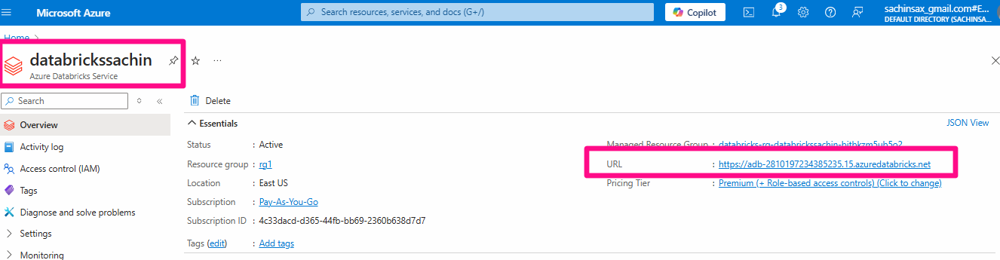 Microsoft Azure
Search resources, services, and docs (G+/)
Copilot
3
sachinsax_gmail.com#E...
DEFAULT DIRECTORY (SACHINSA...
Home
databrickssachin
Azure Databricks Service
Search
Delete
Overview
Essentials
JSON View
Activity log
Status : Active
Managed Resource Group :
Access control (IAM)
Resource group : rg1
URL : https://adb-2810197234385235.15.azuredatabricks.net
Tags
Location : East US
Pricing Tier : Premium (+ Role-based access controls) (Click to change)
Diagnose and solve problems
Subscription : Pay-As-You-Go
Settings
Subscription ID : 4c33dacd-d365-44fb-bb69-2360b638d7d7
Monitoring
Tags (edit) : Add tags